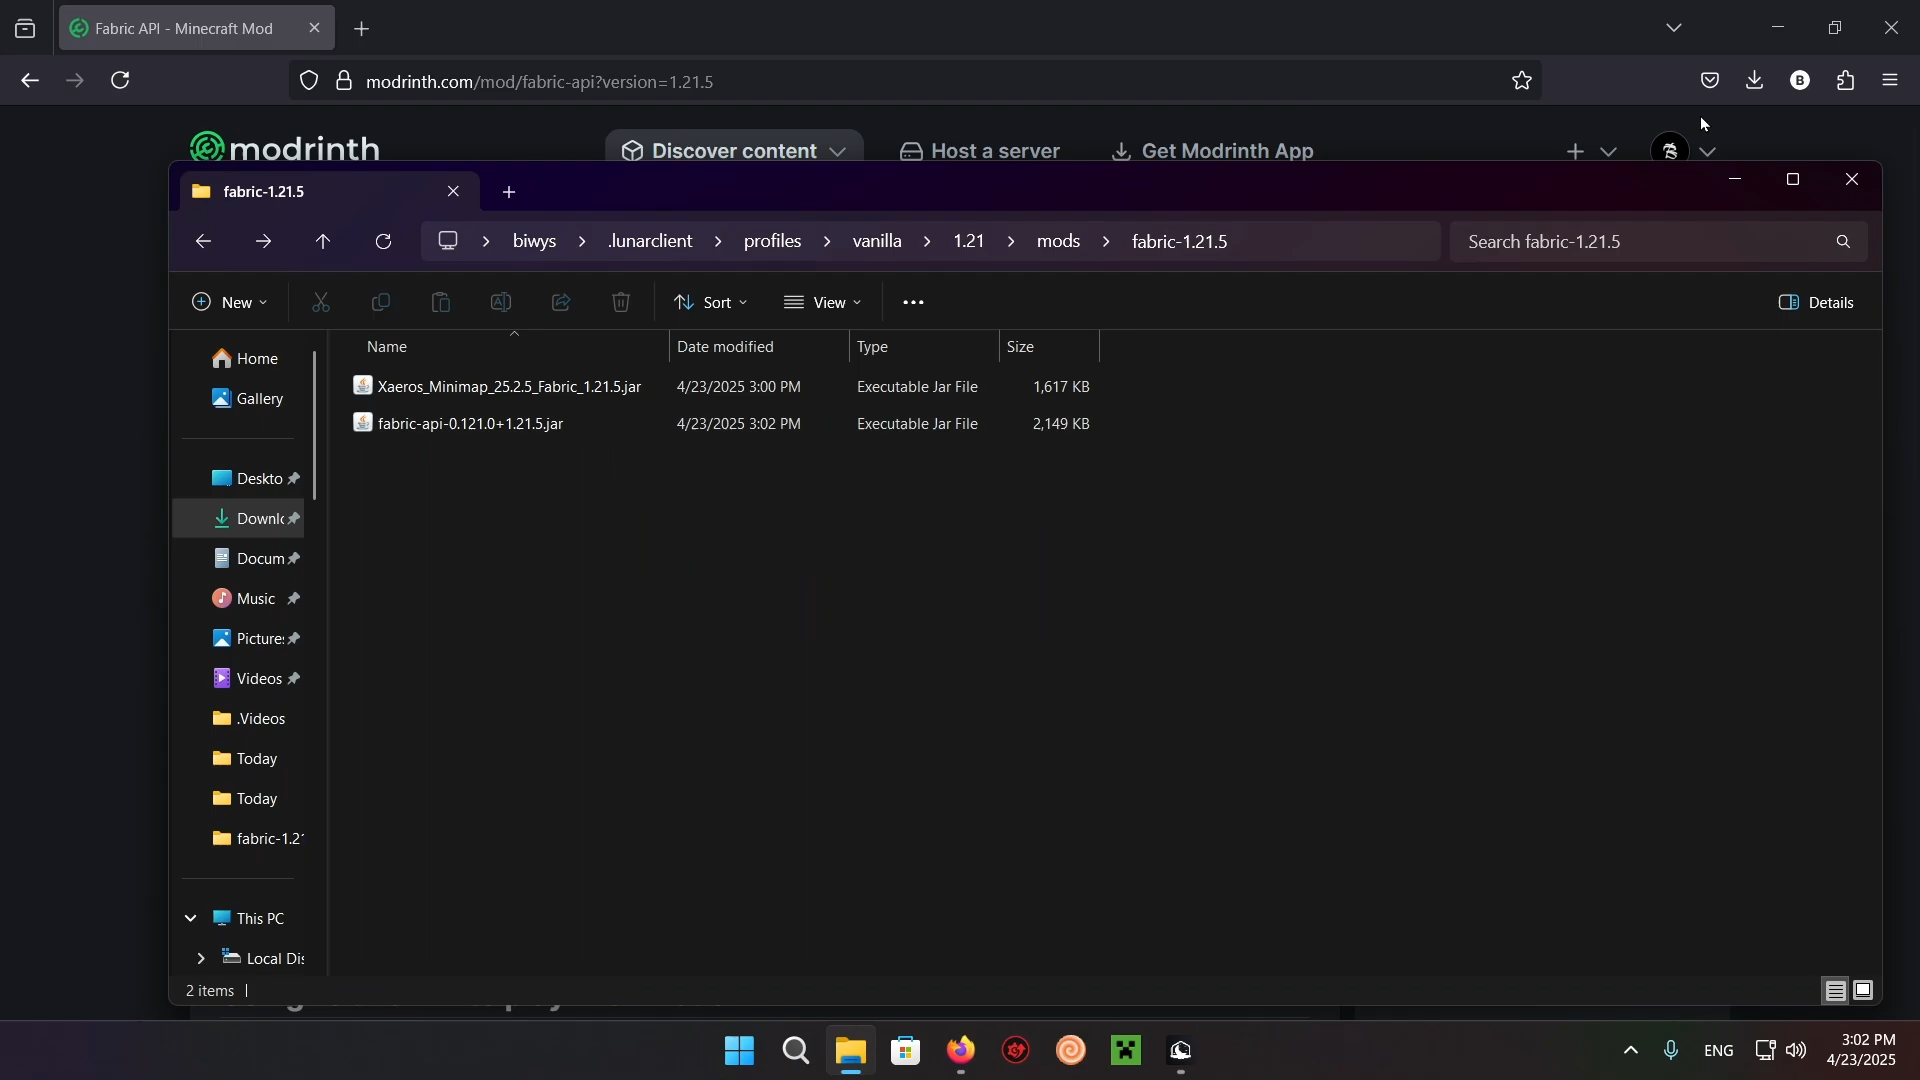 Fabric API - Minecraft Mod
modrinth.com/mod/fabric-api?version=1.21.5
B
modrinth
Discover content
Host a server
Get Modrinth App
fabric-1.21.5
biwys > .lunarclient > profiles > vanilla > 1.21 > mods > fabric-1.21.5
Search fabric-1.21.5
New
Sort
View
Details
Name
Date modified
Type
Size
Xaeros_Minimap_25.2.5_Fabric_1.21.5.jar 4/23/2025 3:00 PM Executable Jar File 1,617 KB
fabric-api-0.121.0+1.21.5.jar 4/23/2025 3:02 PM Executable Jar File 2,149 KB
Home
Gallery
Deskto
Downlo
Docum
Music
Pictures
Videos
.Videos
Today
Today
fabric-1.21
This PC
Local Dis
2 items
ENG
3:02 PM
4/23/2025